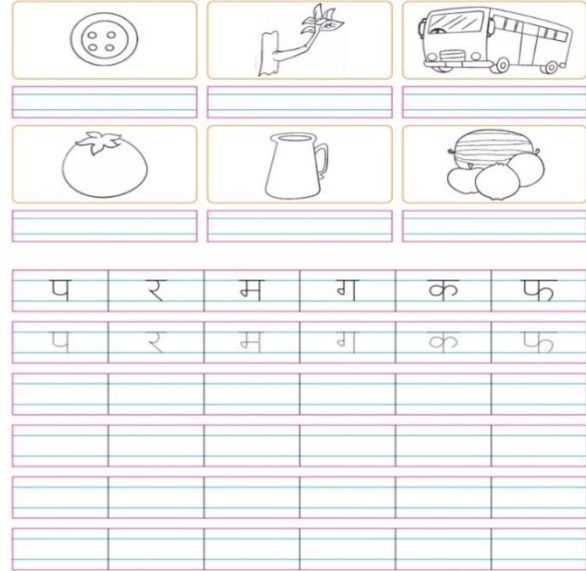 प र म ग क फ
प र म ग क फ